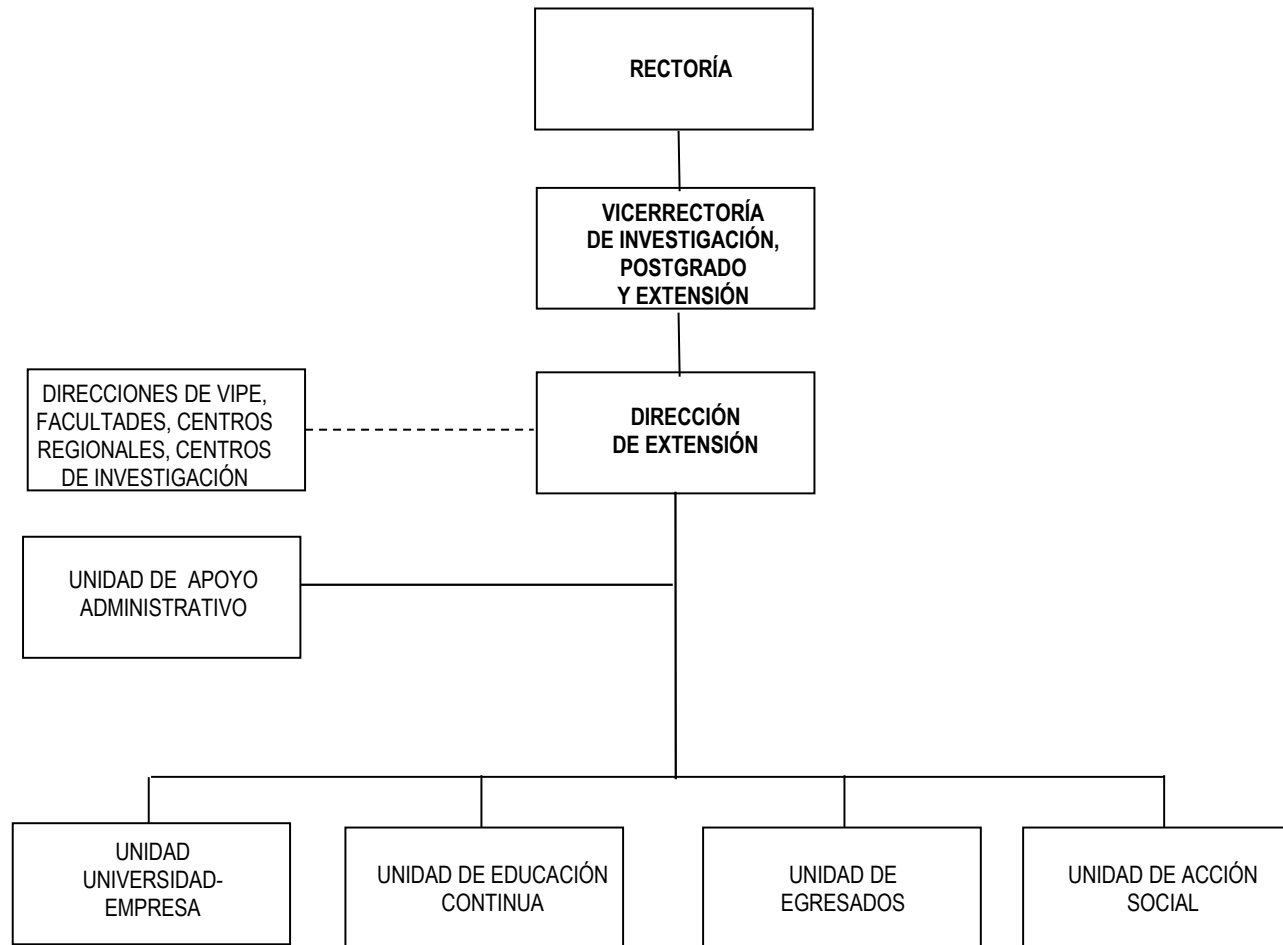 RECTORÍA
VICERRECTORÍA
DE INVESTIGACIÓN,
POSTGRADO
Y EXTENSIÓN
DIRECCIONES DE VIPE,
FACULTADES, CENTROS
REGIONALES, CENTROS
DE INVESTIGACIÓN
DIRECCIÓN
DE EXTENSIÓN
UNIDAD DE APOYO
ADMINISTRATIVO
UNIDAD
UNIVERSIDAD-
EMPRESA
UNIDAD DE EDUCACIÓN
CONTINUA
UNIDAD DE
EGRESADOS
UNIDAD DE ACCIÓN
SOCIAL